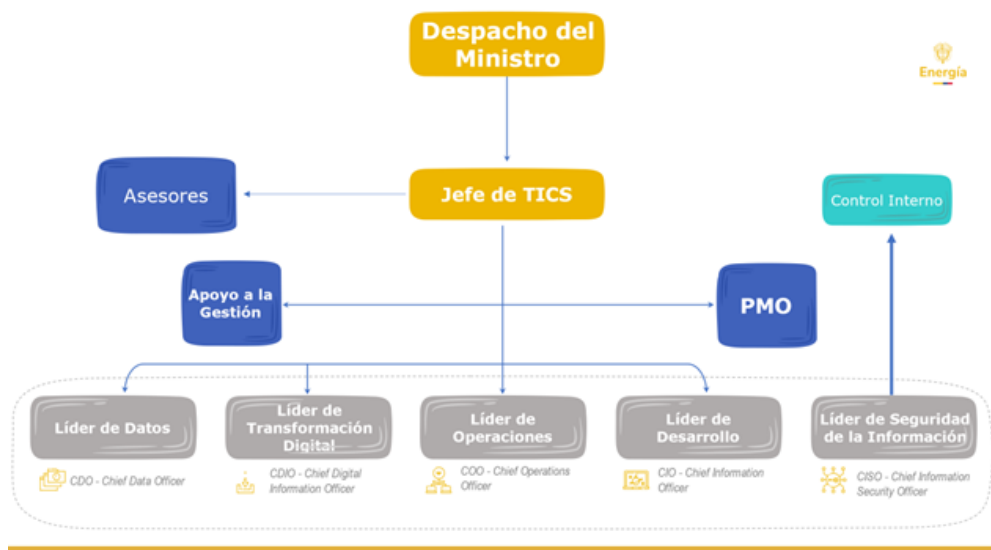 Despacho del
Ministro
Energía
Asesores
Jefe de TICS
Control Interno
Apoyo a la
Gestión
PMO
Líder de Datos
Líder de
Transformación
Digital
Líder de
Operaciones
Líder de
Desarrollo
Líder de Seguridad
de la Información
CDO - Chief Data Officer
CDIO - Chief Digital
Information Officer
COO - Chief Operations
Officer
CIO - Chief Information
Officer
CISO - Chief Information
Security Officer